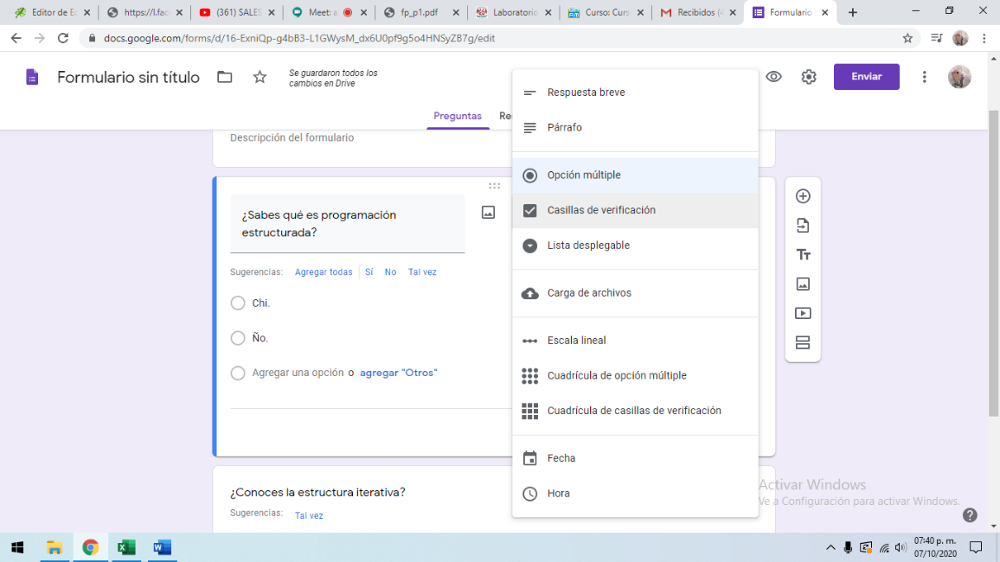 Editor de E
https://l.fac
(361) SALES
Meet: a
fp_p1.pdf
Laboratorio
Curso: Curs
Recibidos (4
Formulario
docs.google.com/forms/d/16-ExniQp-g4bB3-L1GWysM_dx6U0pf9g5o4HNSyZB7g/edit
Formulario sin título
Se guardaron todos los
cambios en Drive
Enviar
Preguntas
Re
Descripción del formulario
¿Sabes qué es programación
estructurada?
Sugerencias: Agregar todas Sí No Tal vez
Chi.
Ño.
Agregar una opción o agregar "Otros"
Respuesta breve
Párrafo
Opción múltiple
Casillas de verificación
Lista desplegable
Carga de archivos
Escala lineal
Cuadrícula de opción múltiple
Cuadrícula de casillas de verificación
Fecha
Hora
¿Conoces la estructura iterativa?
Sugerencias: Tal vez
Activar Windows
Ve a Configuración para activar Windows.
07:40 p. m.
07/10/2020